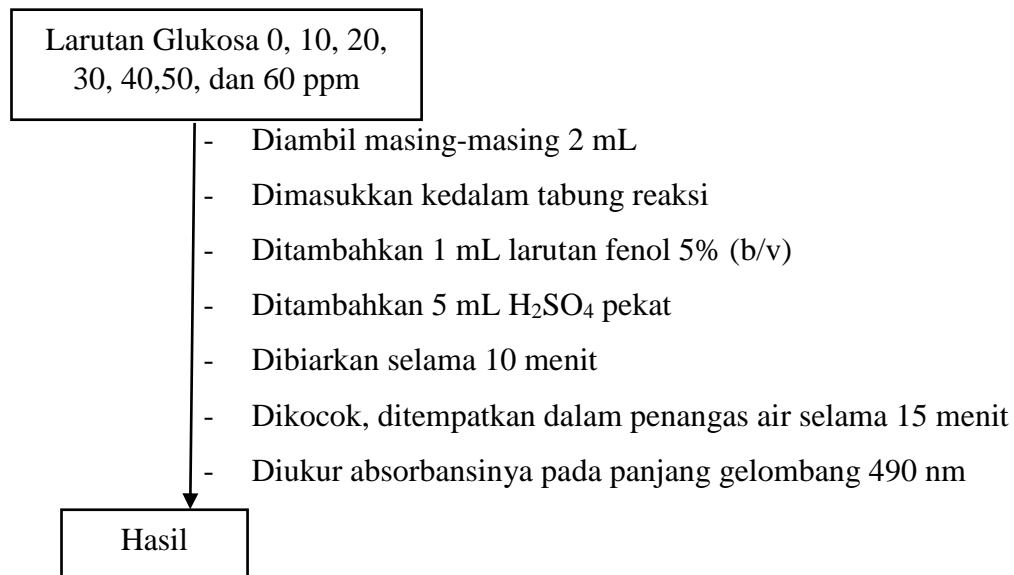 Larutan Glukosa 0, 10, 20,
30, 40,50, dan 60 ppm
- Diambil masing-masing 2 mL
- Dimasukkan kedalam tabung reaksi
- Ditambahkan 1 mL larutan fenol 5% (b/v)
- Ditambahkan 5 mL H₂SO₄ pekat
- Dibiarkan selama 10 menit
- Dikocok, ditempatkan dalam penangas air selama 15 menit
- Diukur absorbansinya pada panjang gelombang 490 nm
Hasil